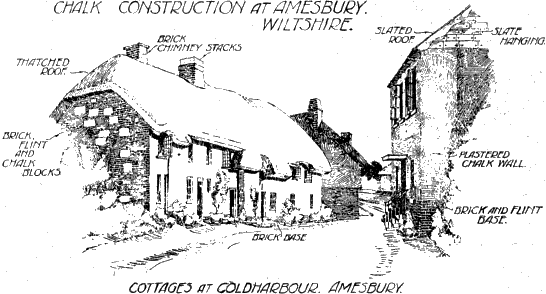 CHALK CONSTRUCTION AT AMESBURY.
WILTSHIRE.
BRICK
CHIMNEY STACKS
SLATED
ROOF
SLATE
HANGING.
THATCHED
ROOF.
BRICK,
FLINT
AND
CHALK
BLOCKS
PLASTERED
CHALK WALL.
BRICK AND FLINT
BASE.
BRICK BASE
COTTAGES AT COLDHARBOUR. AMESBURY.